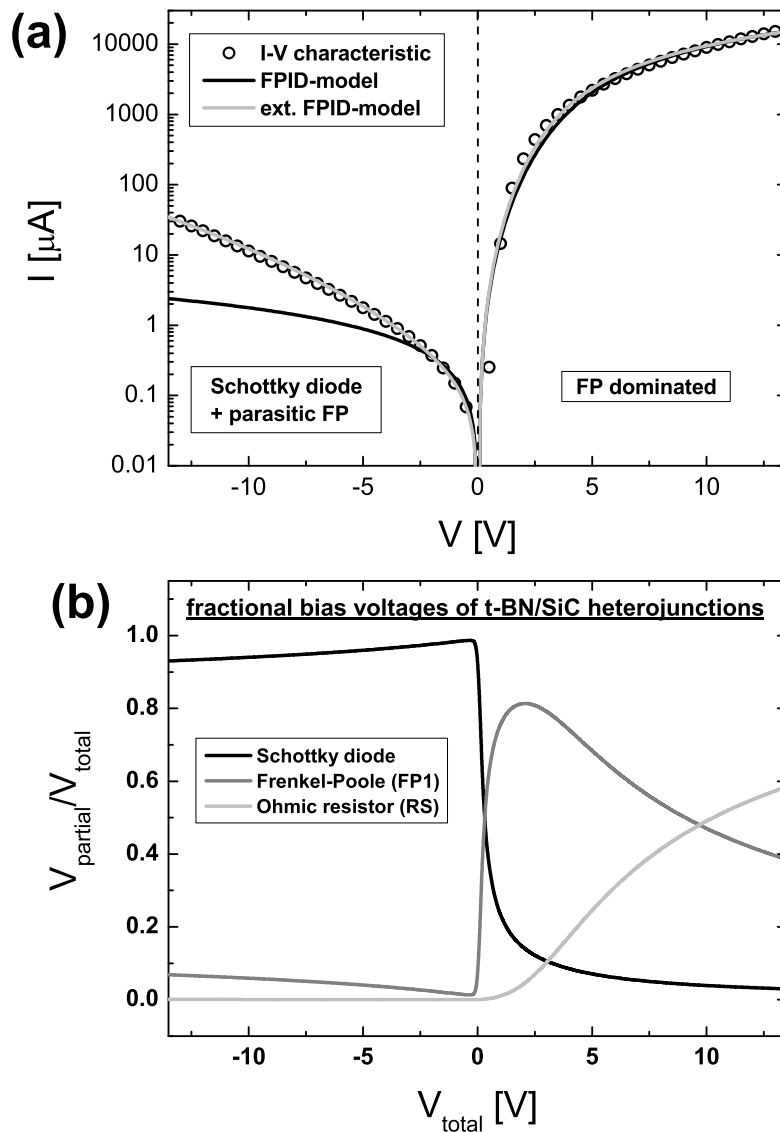 (a)
I-V characteristic
FPID-model
ext. FPID-model
10000
1000
100
10
1
0.1
0.01
I [μA]
Schottky diode
+ parasitic FP
FP dominated
-10 -5 0 5 10
V [V]
(b)
fractional bias voltages of t-BN/SiC heterojunctions
1.0
0.8
0.6
0.4
0.2
0.0
V_partial/V_total
Schottky diode
Frenkel-Poole (FP1)
Ohmic resistor (RS)
-10 -5 0 5 10
V_total [V]